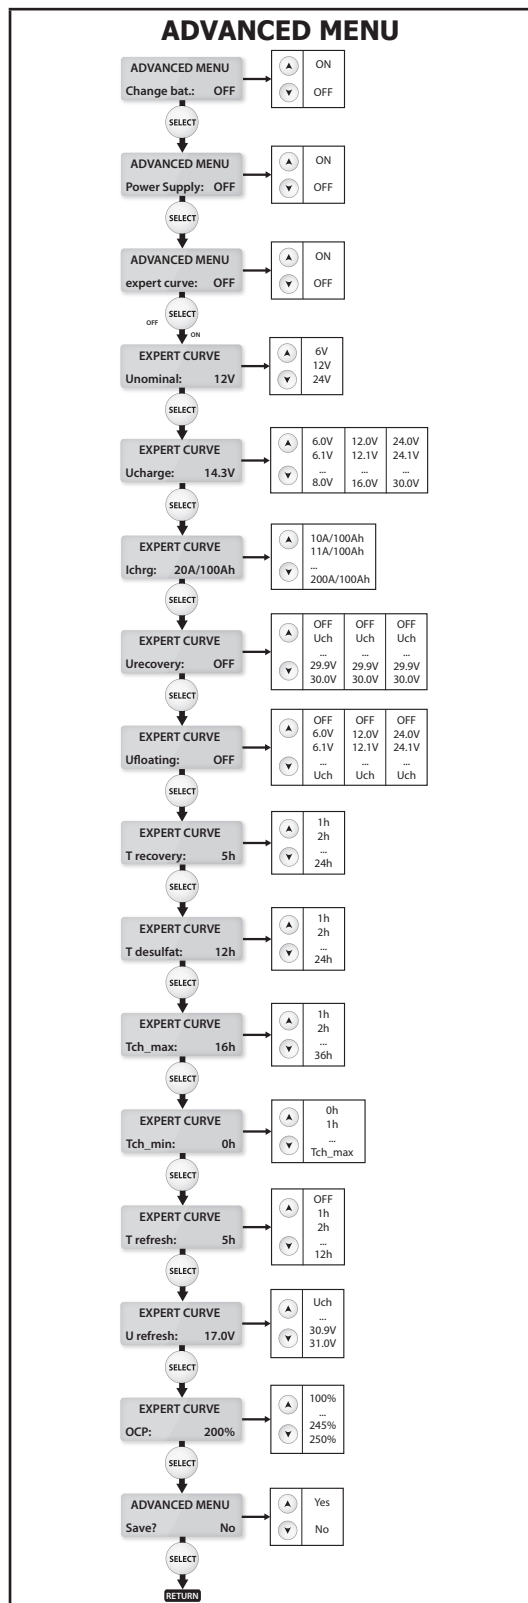 ADVANCED MENU
ADVANCED MENU
Change bat.: OFF
ON
OFF
SELECT
ADVANCED MENU
Power Supply: OFF
ON
OFF
SELECT
ADVANCED MENU
expert curve: OFF
ON
OFF
SELECT
OFF
ON
EXPERT CURVE
Unominal: 12V
6V
12V
24V
SELECT
EXPERT CURVE
Ucharge: 14.3V
6.0V 12.0V 24.0V
6.1V 12.1V 24.1V
... ... ...
8.0V 16.0V 30.0V
SELECT
EXPERT CURVE
Ichrg: 20A/100Ah
10A/100Ah
11A/100Ah
...
200A/100Ah
SELECT
EXPERT CURVE
Urecovery: OFF
OFF OFF OFF
Uch Uch Uch
... ... ...
29.9V 29.9V 29.9V
30.0V 30.0V 30.0V
SELECT
EXPERT CURVE
Ufloating: OFF
OFF OFF OFF
6.0V 12.0V 24.0V
6.1V 12.1V 24.1V
... ... ...
Uch Uch Uch
SELECT
EXPERT CURVE
T recovery: 5h
1h
2h
...
24h
SELECT
EXPERT CURVE
T desulfat: 12h
1h
2h
...
24h
SELECT
EXPERT CURVE
Tch_max: 16h
1h
2h
...
36h
SELECT
EXPERT CURVE
Tch_min: 0h
0h
1h
...
Tch_max
SELECT
EXPERT CURVE
T refresh: 5h
OFF
1h
2h
...
12h
SELECT
EXPERT CURVE
U refresh: 17.0V
Uch
...
30.9V
31.0V
SELECT
EXPERT CURVE
OCP: 200%
100%
...
245%
250%
SELECT
ADVANCED MENU
Save? No
Yes
No
SELECT
RETURN